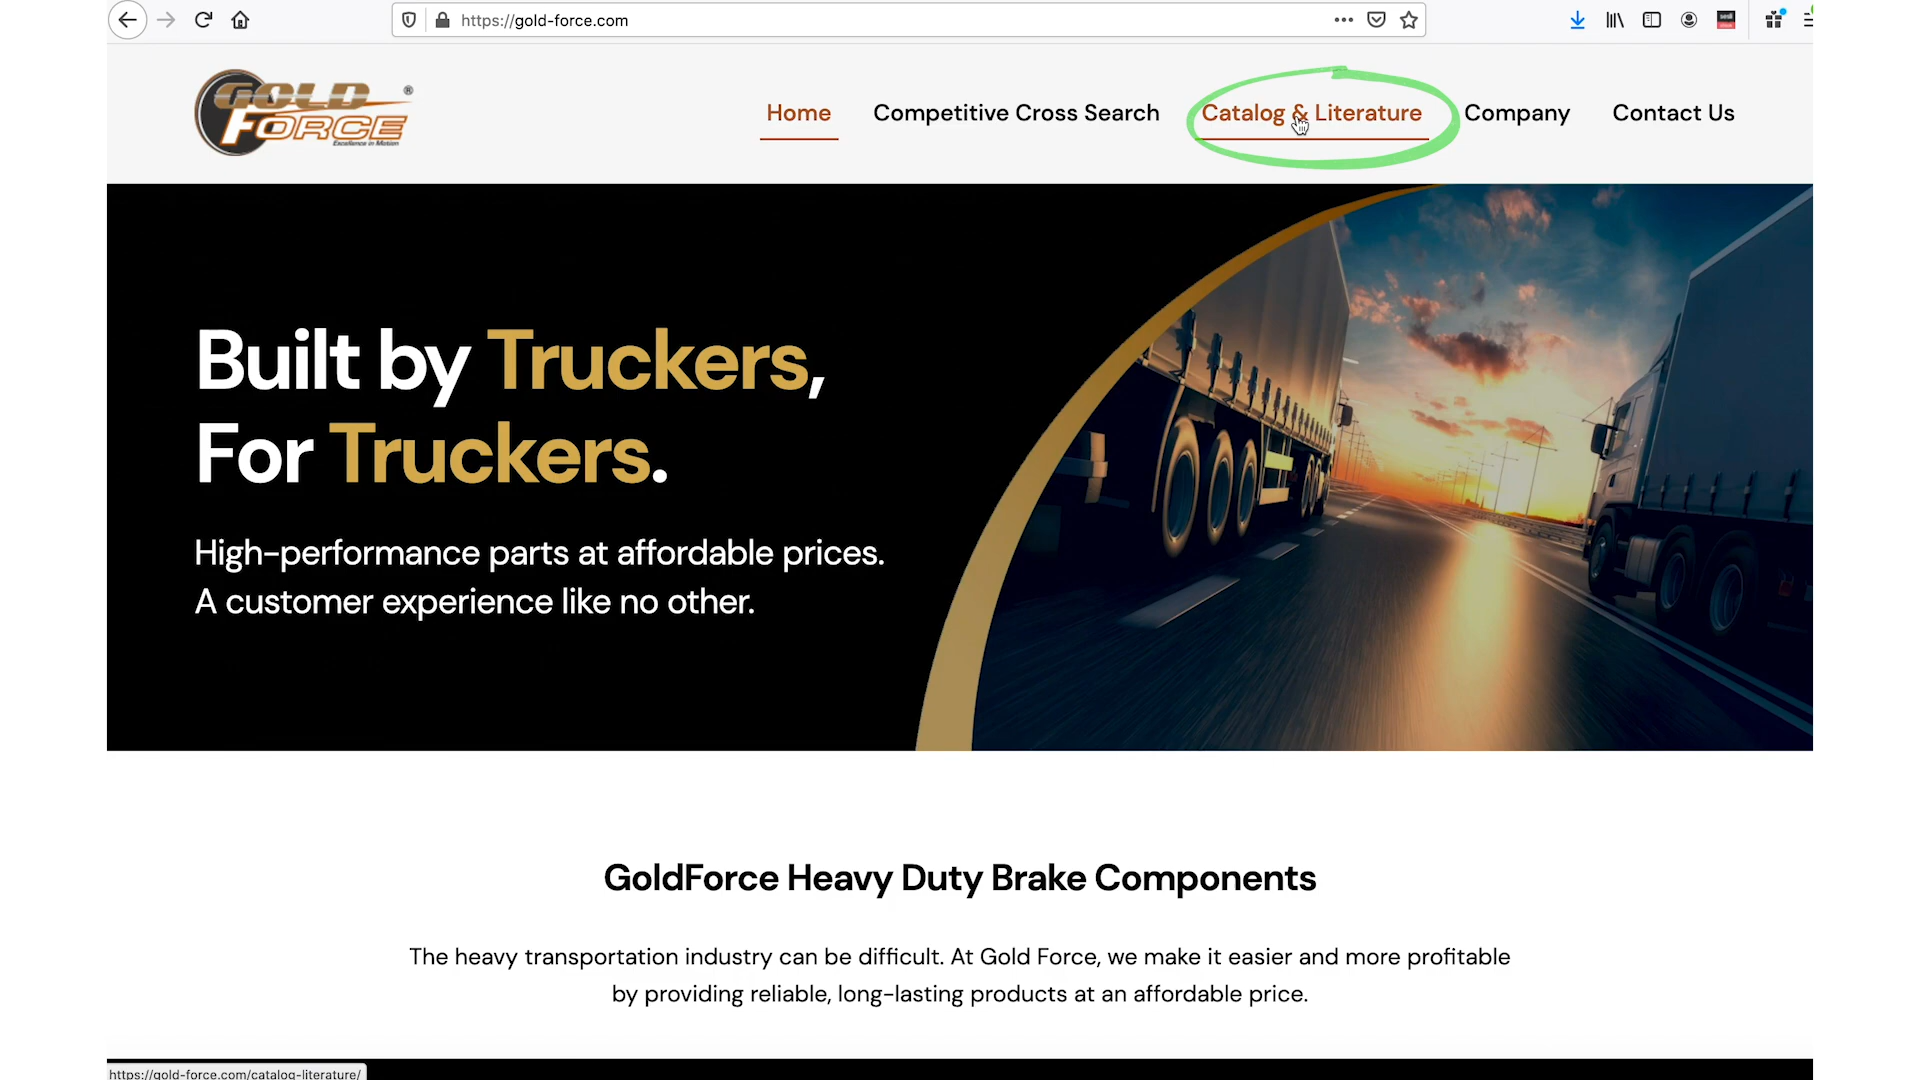 https://gold-force.com
GOLD FORCE ®
Excellence in Motion
Home
Competitive Cross Search
Catalog & Literature
Company
Contact Us
Built by Truckers,
For Truckers.
High-performance parts at affordable prices.
A customer experience like no other.
GoldForce Heavy Duty Brake Components
The heavy transportation industry can be difficult. At Gold Force, we make it easier and more profitable
by providing reliable, long-lasting products at an affordable price.
https://gold-force.com/catalog-literature/